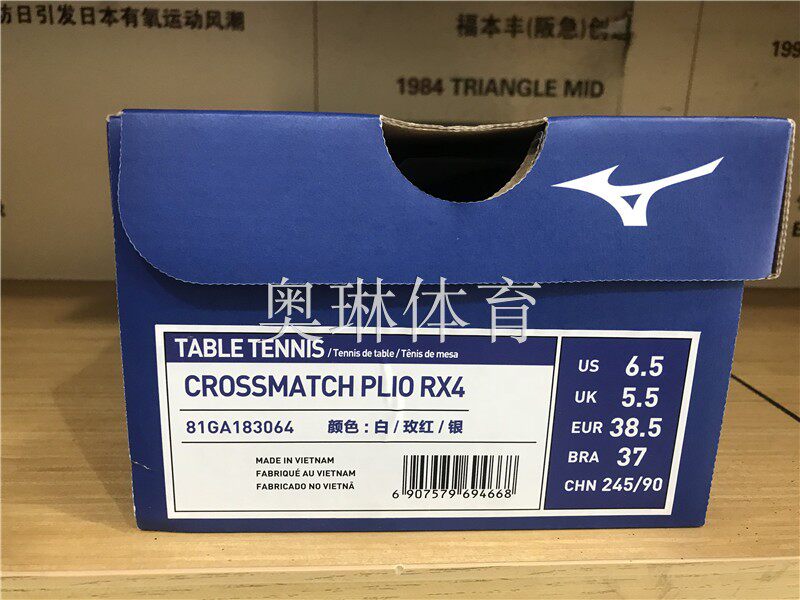 访日引发日本有氧运动风潮
福本丰(阪急)创
1984 TRIANGLE MID
199
奥琳体育
TABLE TENNIS / Tennis de table / Tênis de mesa
CROSSMATCH PLIO RX4
81GA183064 颜色:白/玫红/银
MADE IN VIETNAM
FABRIQUÉ AU VIETNAM
FABRICADO NO VIETNÃ
6 907579 694668
US 6.5
UK 5.5
EUR 38.5
BRA 37
CHN 245/90